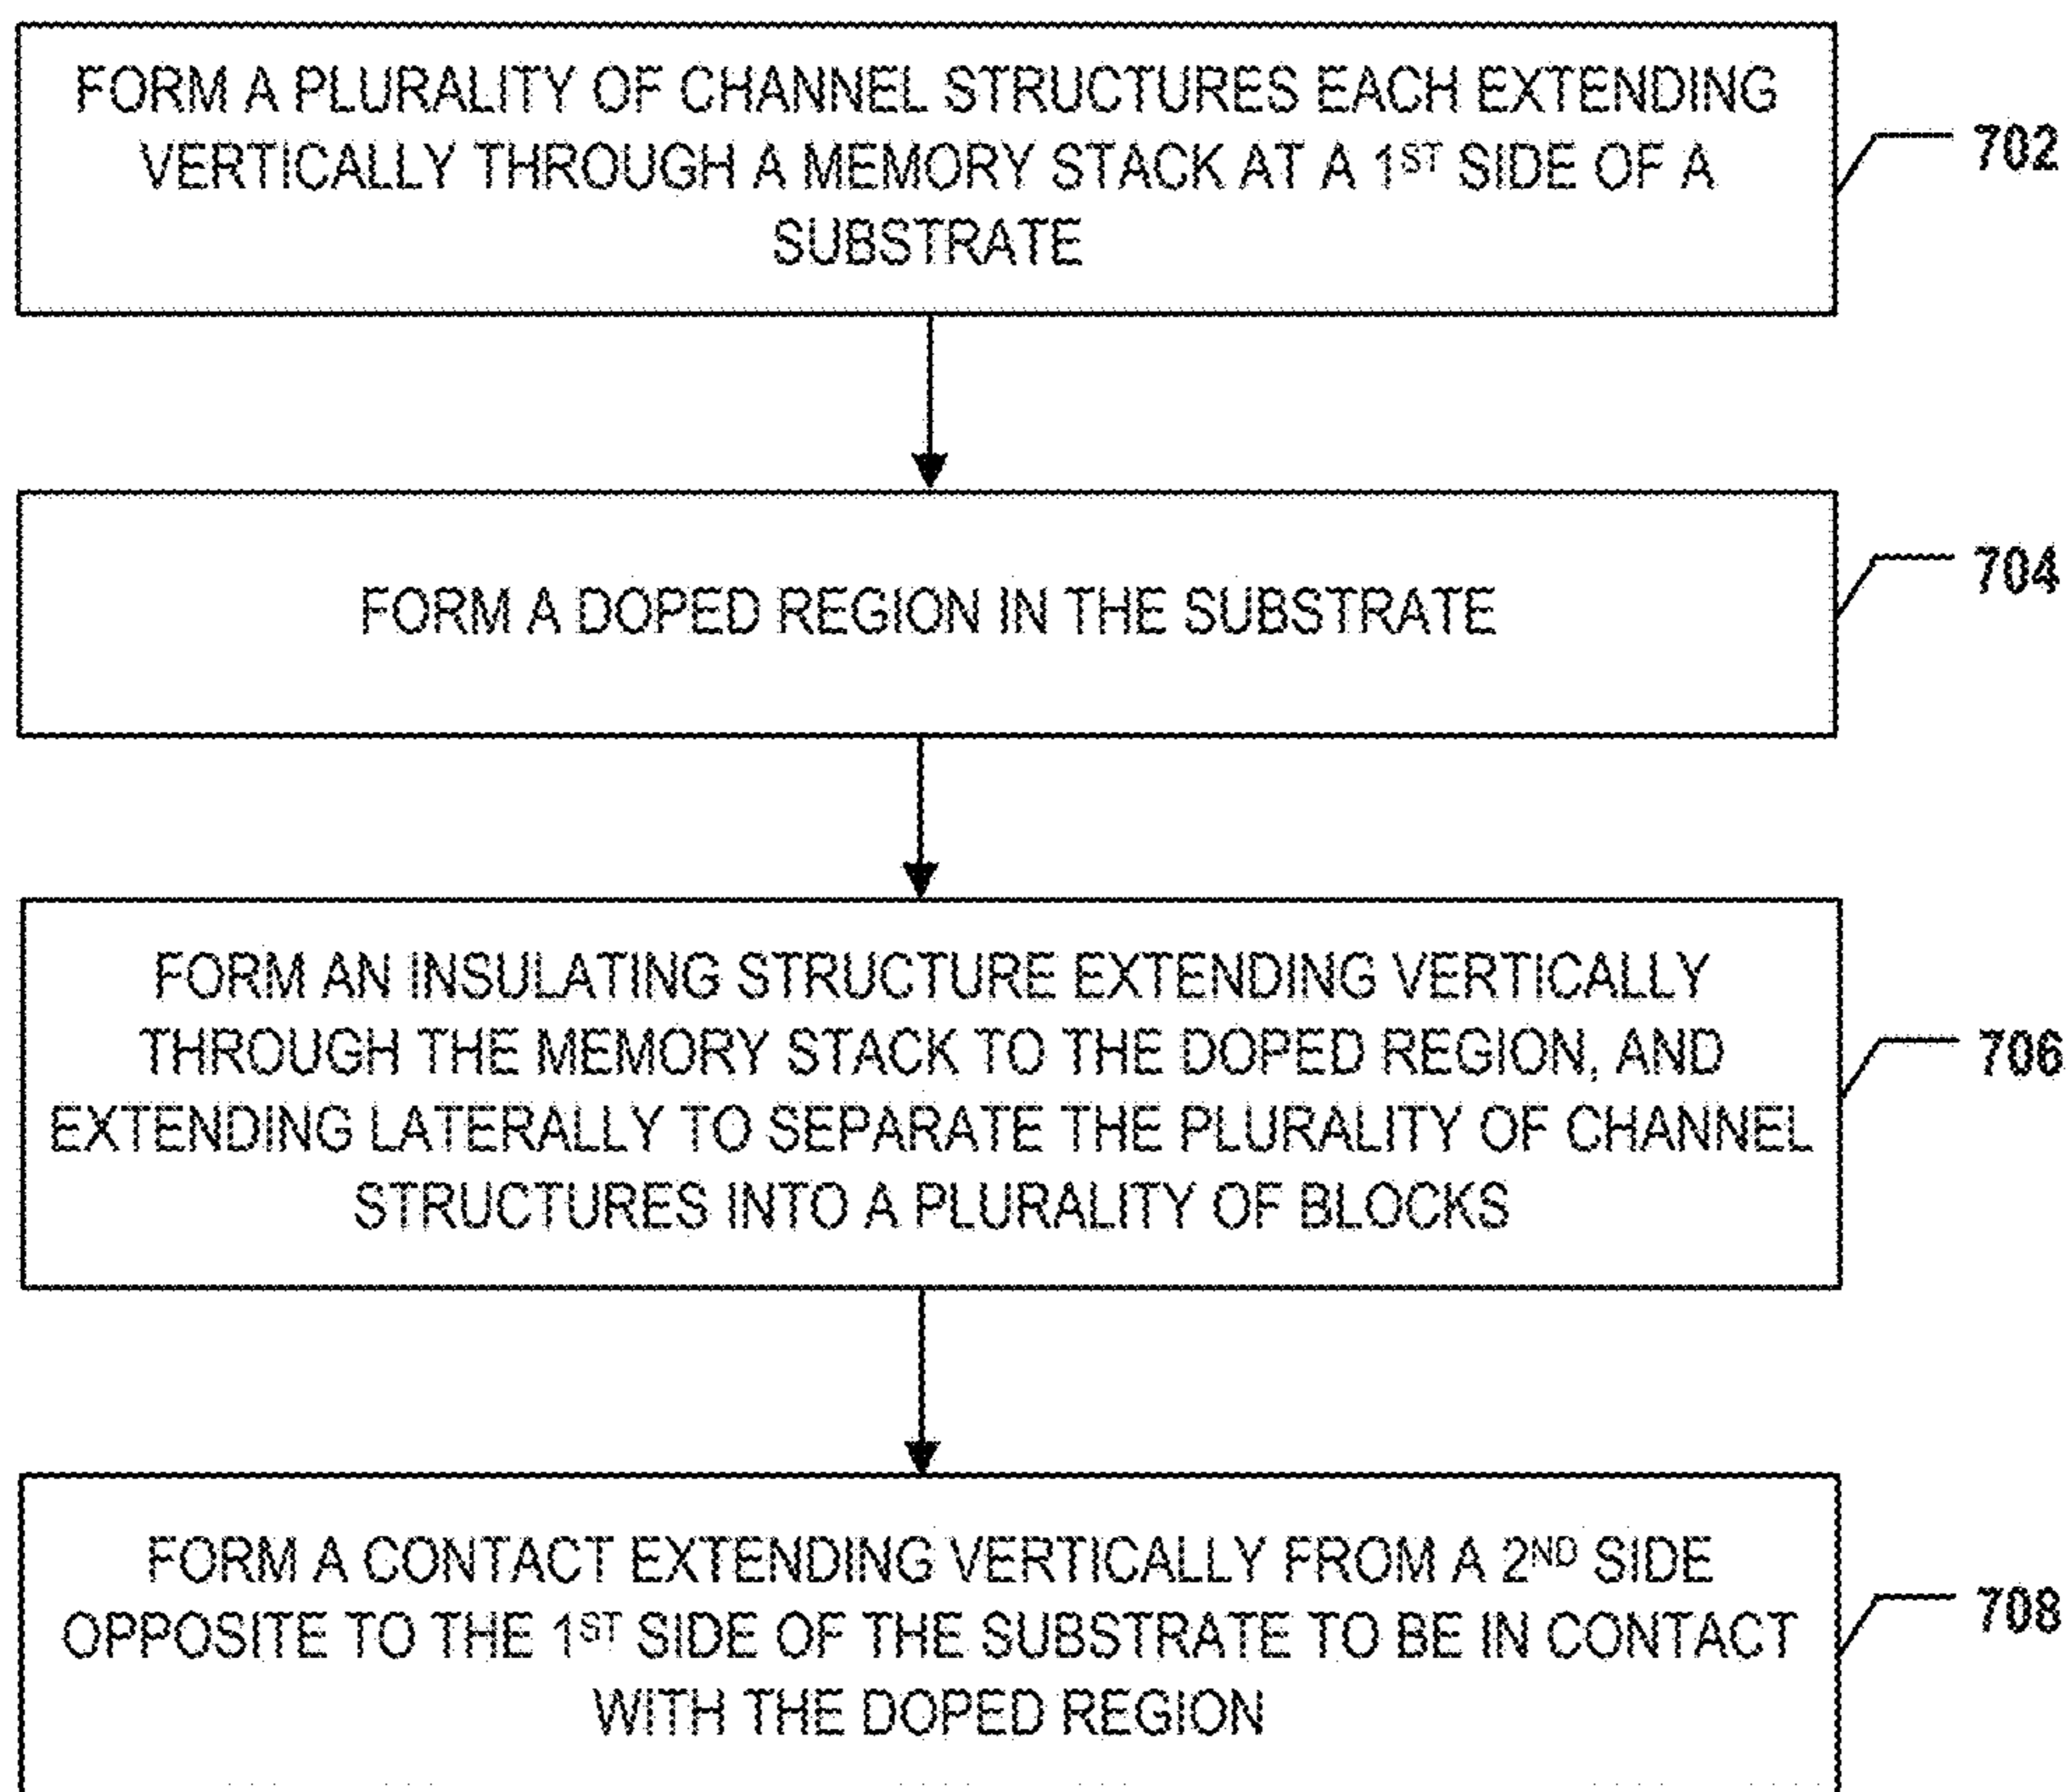 FORM A PLURALITY OF CHANNEL STRUCTURES EACH EXTENDING
VERTICALLY THROUGH A MEMORY STACK AT A 1ST SIDE OF A
SUBSTRATE
702
FORM A DOPED REGION IN THE SUBSTRATE
704
FORM AN INSULATING STRUCTURE EXTENDING VERTICALLY
THROUGH THE MEMORY STACK TO THE DOPED REGION, AND
EXTENDING LATERALLY TO SEPARATE THE PLURALITY OF CHANNEL
STRUCTURES INTO A PLURALITY OF BLOCKS
706
FORM A CONTACT EXTENDING VERTICALLY FROM A 2ND SIDE
OPPOSITE TO THE 1ST SIDE OF THE SUBSTRATE TO BE IN CONTACT
WITH THE DOPED REGION
708